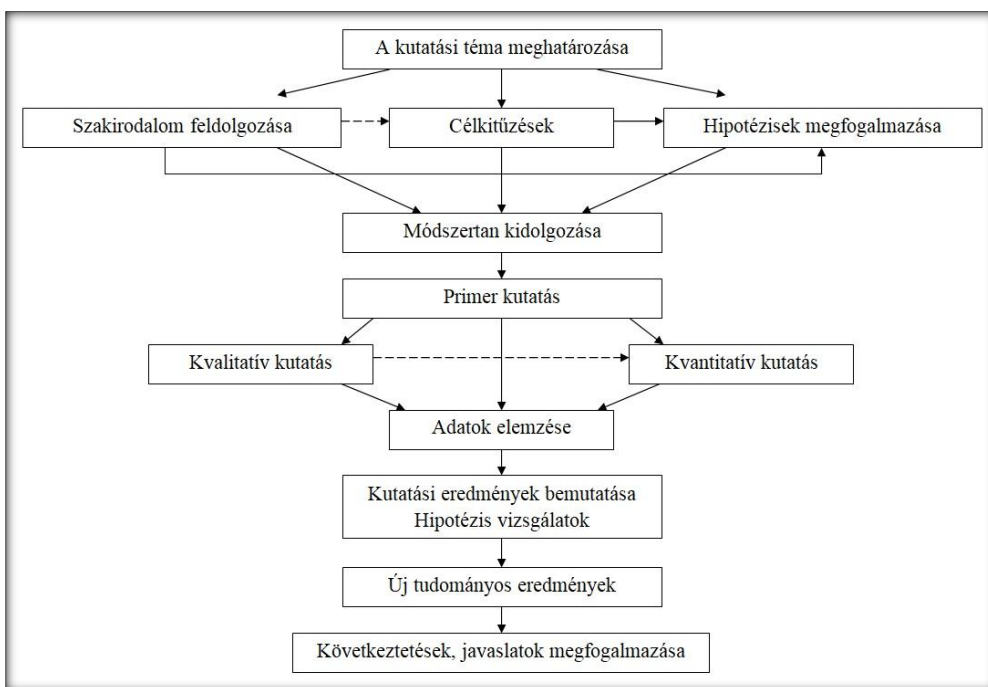 A kutatási téma meghatározása
Szakirodalom feldolgozása
Célkitűzések
Hipotézisek megfogalmazása
Módszertan kidolgozása
Primer kutatás
Kvalitatív kutatás
Kvantitatív kutatás
Adatok elemzése
Kutatási eredmények bemutatása
Hipotézis vizsgálatok
Új tudományos eredmények
Következtetések, javaslatok megfogalmazása